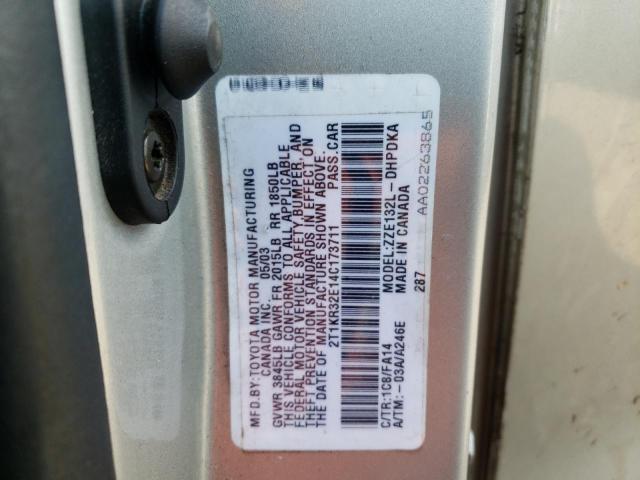 MFD.BY:TOYOTA MOTOR MANUFACTURING
CANADA INC. 05/03
GVWR 3845LB GAWR FR 2015LB RR 1850LB
THIS VEHICLE CONFORMS TO ALL APPLICABLE
FEDERAL MOTOR VEHICLE SAFETY, BUMPER, AND
THEFT PREVENTION STANDARDS IN EFFECT ON
THE DATE OF MANUFACTURE SHOWN ABOVE.
2T1KR32E14C173711 PASS.CAR
C/TR:1C8/FA14 ZZE132L-DHPDKA
A/TM:-03A/A246E MADE IN CANADA
287
AA02263865